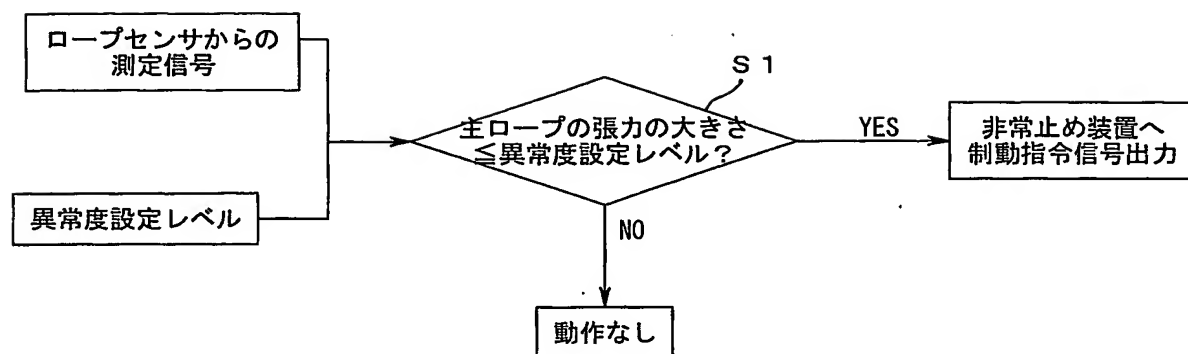 ロープセンサからの
測定信号
異常度設定レベル
S1
主ロープの張力の大きさ
≦異常度設定レベル？
YES
非常止め装置へ
制動指令信号出力
NO
動作なし